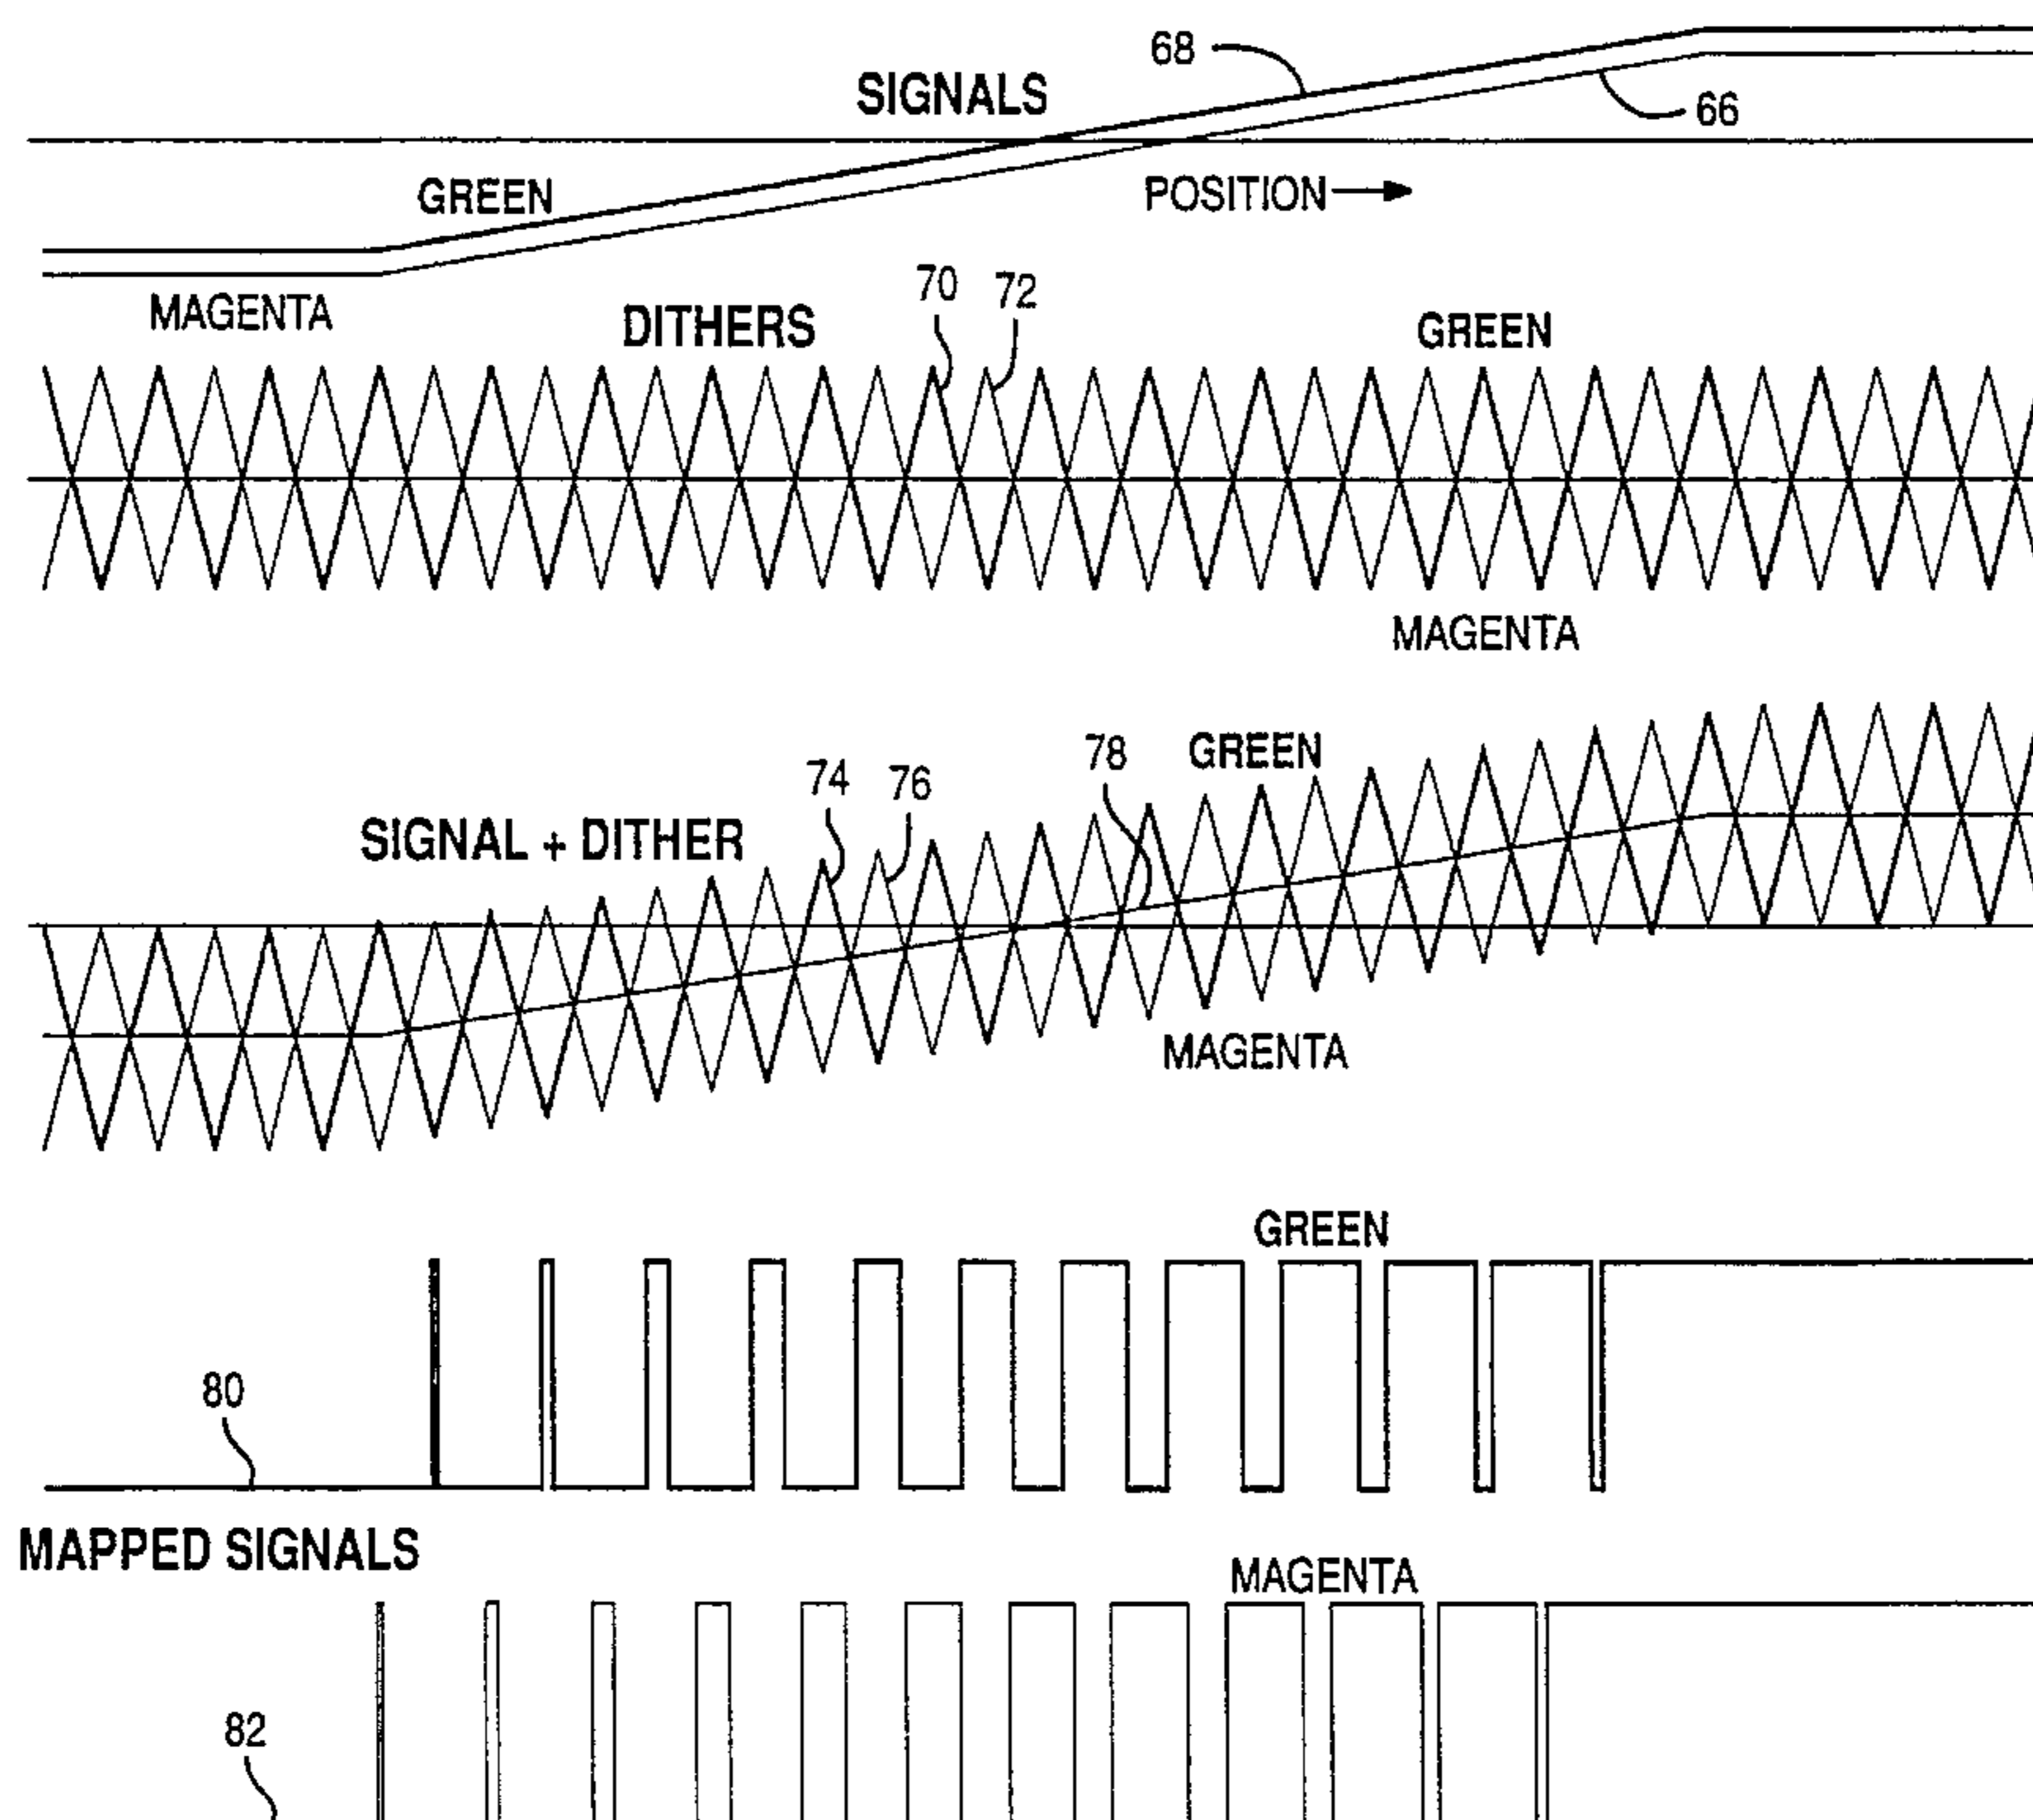 68
SIGNALS
66
GREEN
POSITION
MAGENTA
DITHERS
70
72
GREEN
MAGENTA
78
GREEN
74
76
SIGNAL + DITHER
MAGENTA
GREEN
80
MAPPED SIGNALS
MAGENTA
82